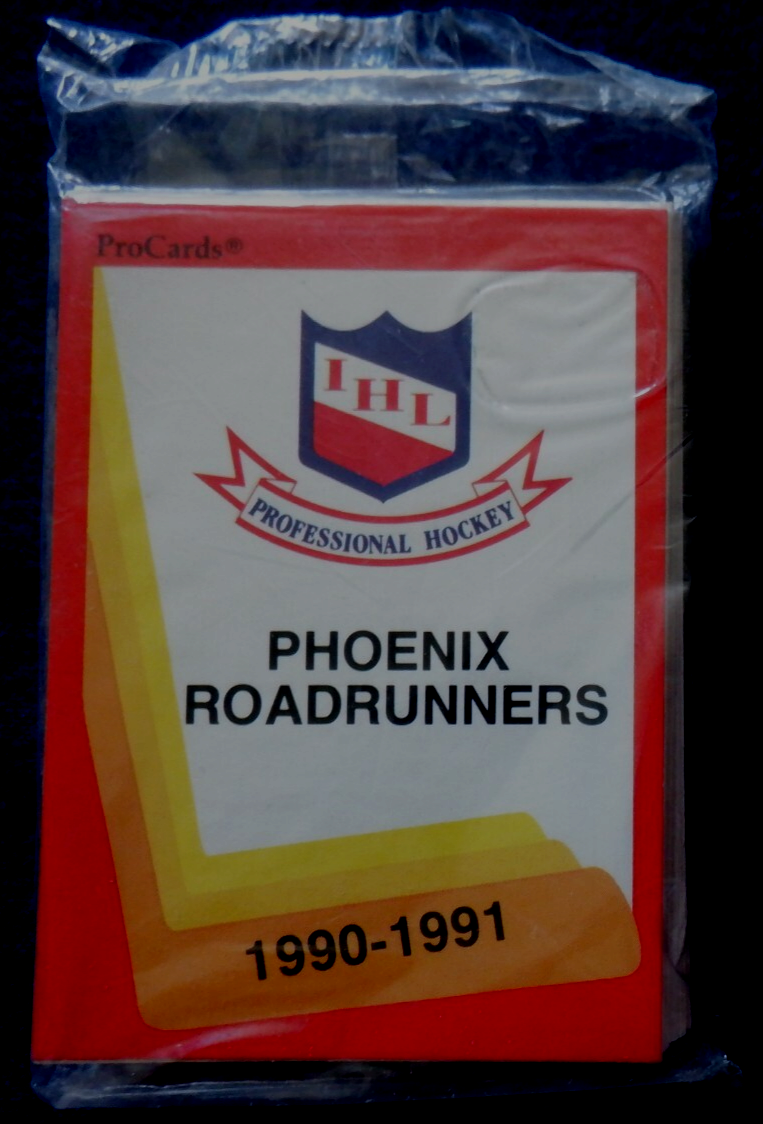 ProCards®
IHL
PROFESSIONAL HOCKEY
PHOENIX
ROADRUNNERS
1990-1991